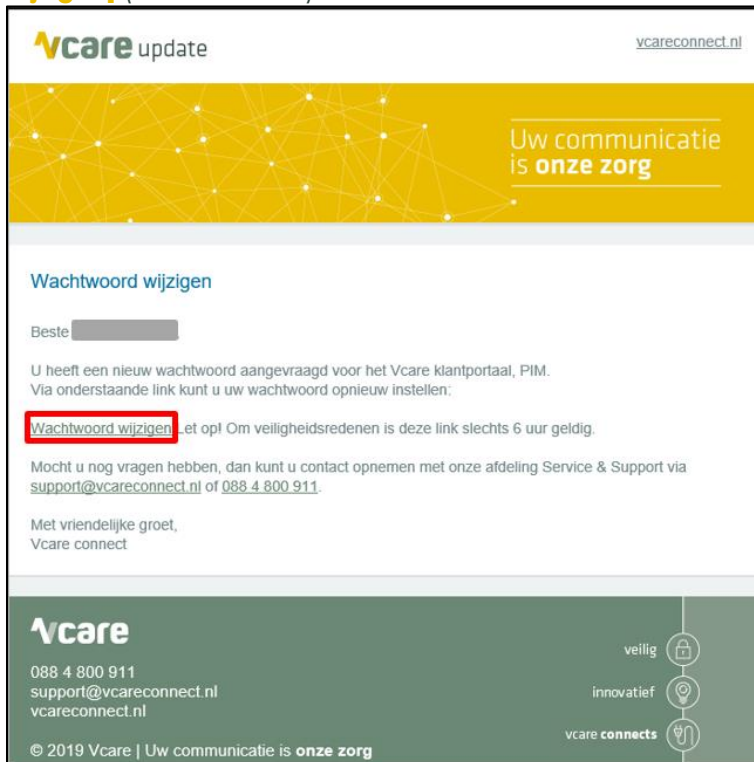 Vcare update
vcareconnect.nl
Uw communicatie
is onze zorg
Wachtwoord wijzigen
Beste
U heeft een nieuw wachtwoord aangevraagd voor het Vcare klantportaal, PIM.
Via onderstaande link kunt u uw wachtwoord opnieuw instellen:
Wachtwoord wijzigen et op! Om veiligheidsredenen is deze link slechts 6 uur geldig.
Mocht u nog vragen hebben, dan kunt u contact opnemen met onze afdeling Service & Support via
support@vcareconnect.nl of 088 4 800 911.
Met vriendelijke groet,
Vcare connect
Vcare
088 4 800 911
support@vcareconnect.nl
vcareconnect.nl
© 2019 Vcare | Uw communicatie is onze zorg
veilig
innovatief
vcare connects